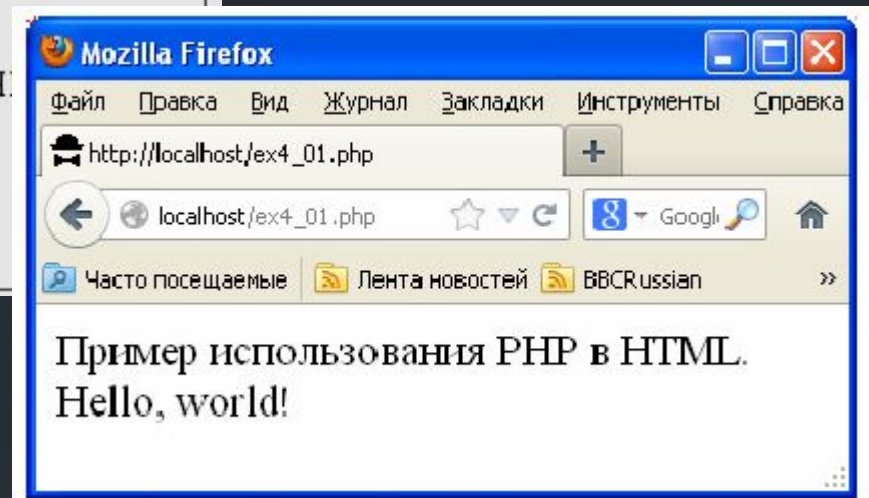 Mozilla Firefox
Файл Правка Вид Журнал Закладки Инструменты Справка
http://localhost/ex4_01.php
localhost/ex4_01.php Googl
Часто посещаемые Лента новостей BBCRussian »
Пример использования PHP в HTML.
Hello, world!